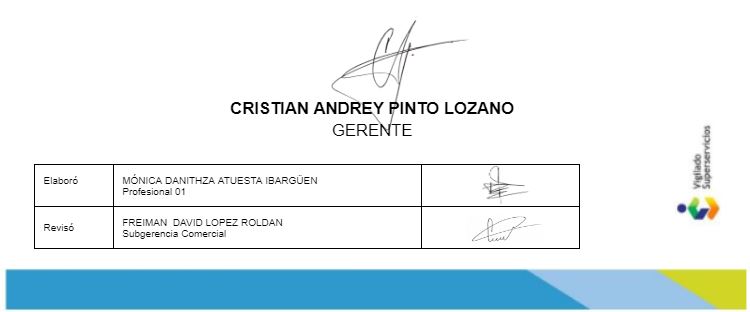 CRISTIAN ANDREY PINTO LOZANO
GERENTE
Elaboró
MÓNICA DANITHZA ATUESTA IBARGÜEN
Profesional 01
Revisó
FREIMAN DAVID LOPEZ ROLDAN
Subgerencia Comercial
Vigilado
Superservicios